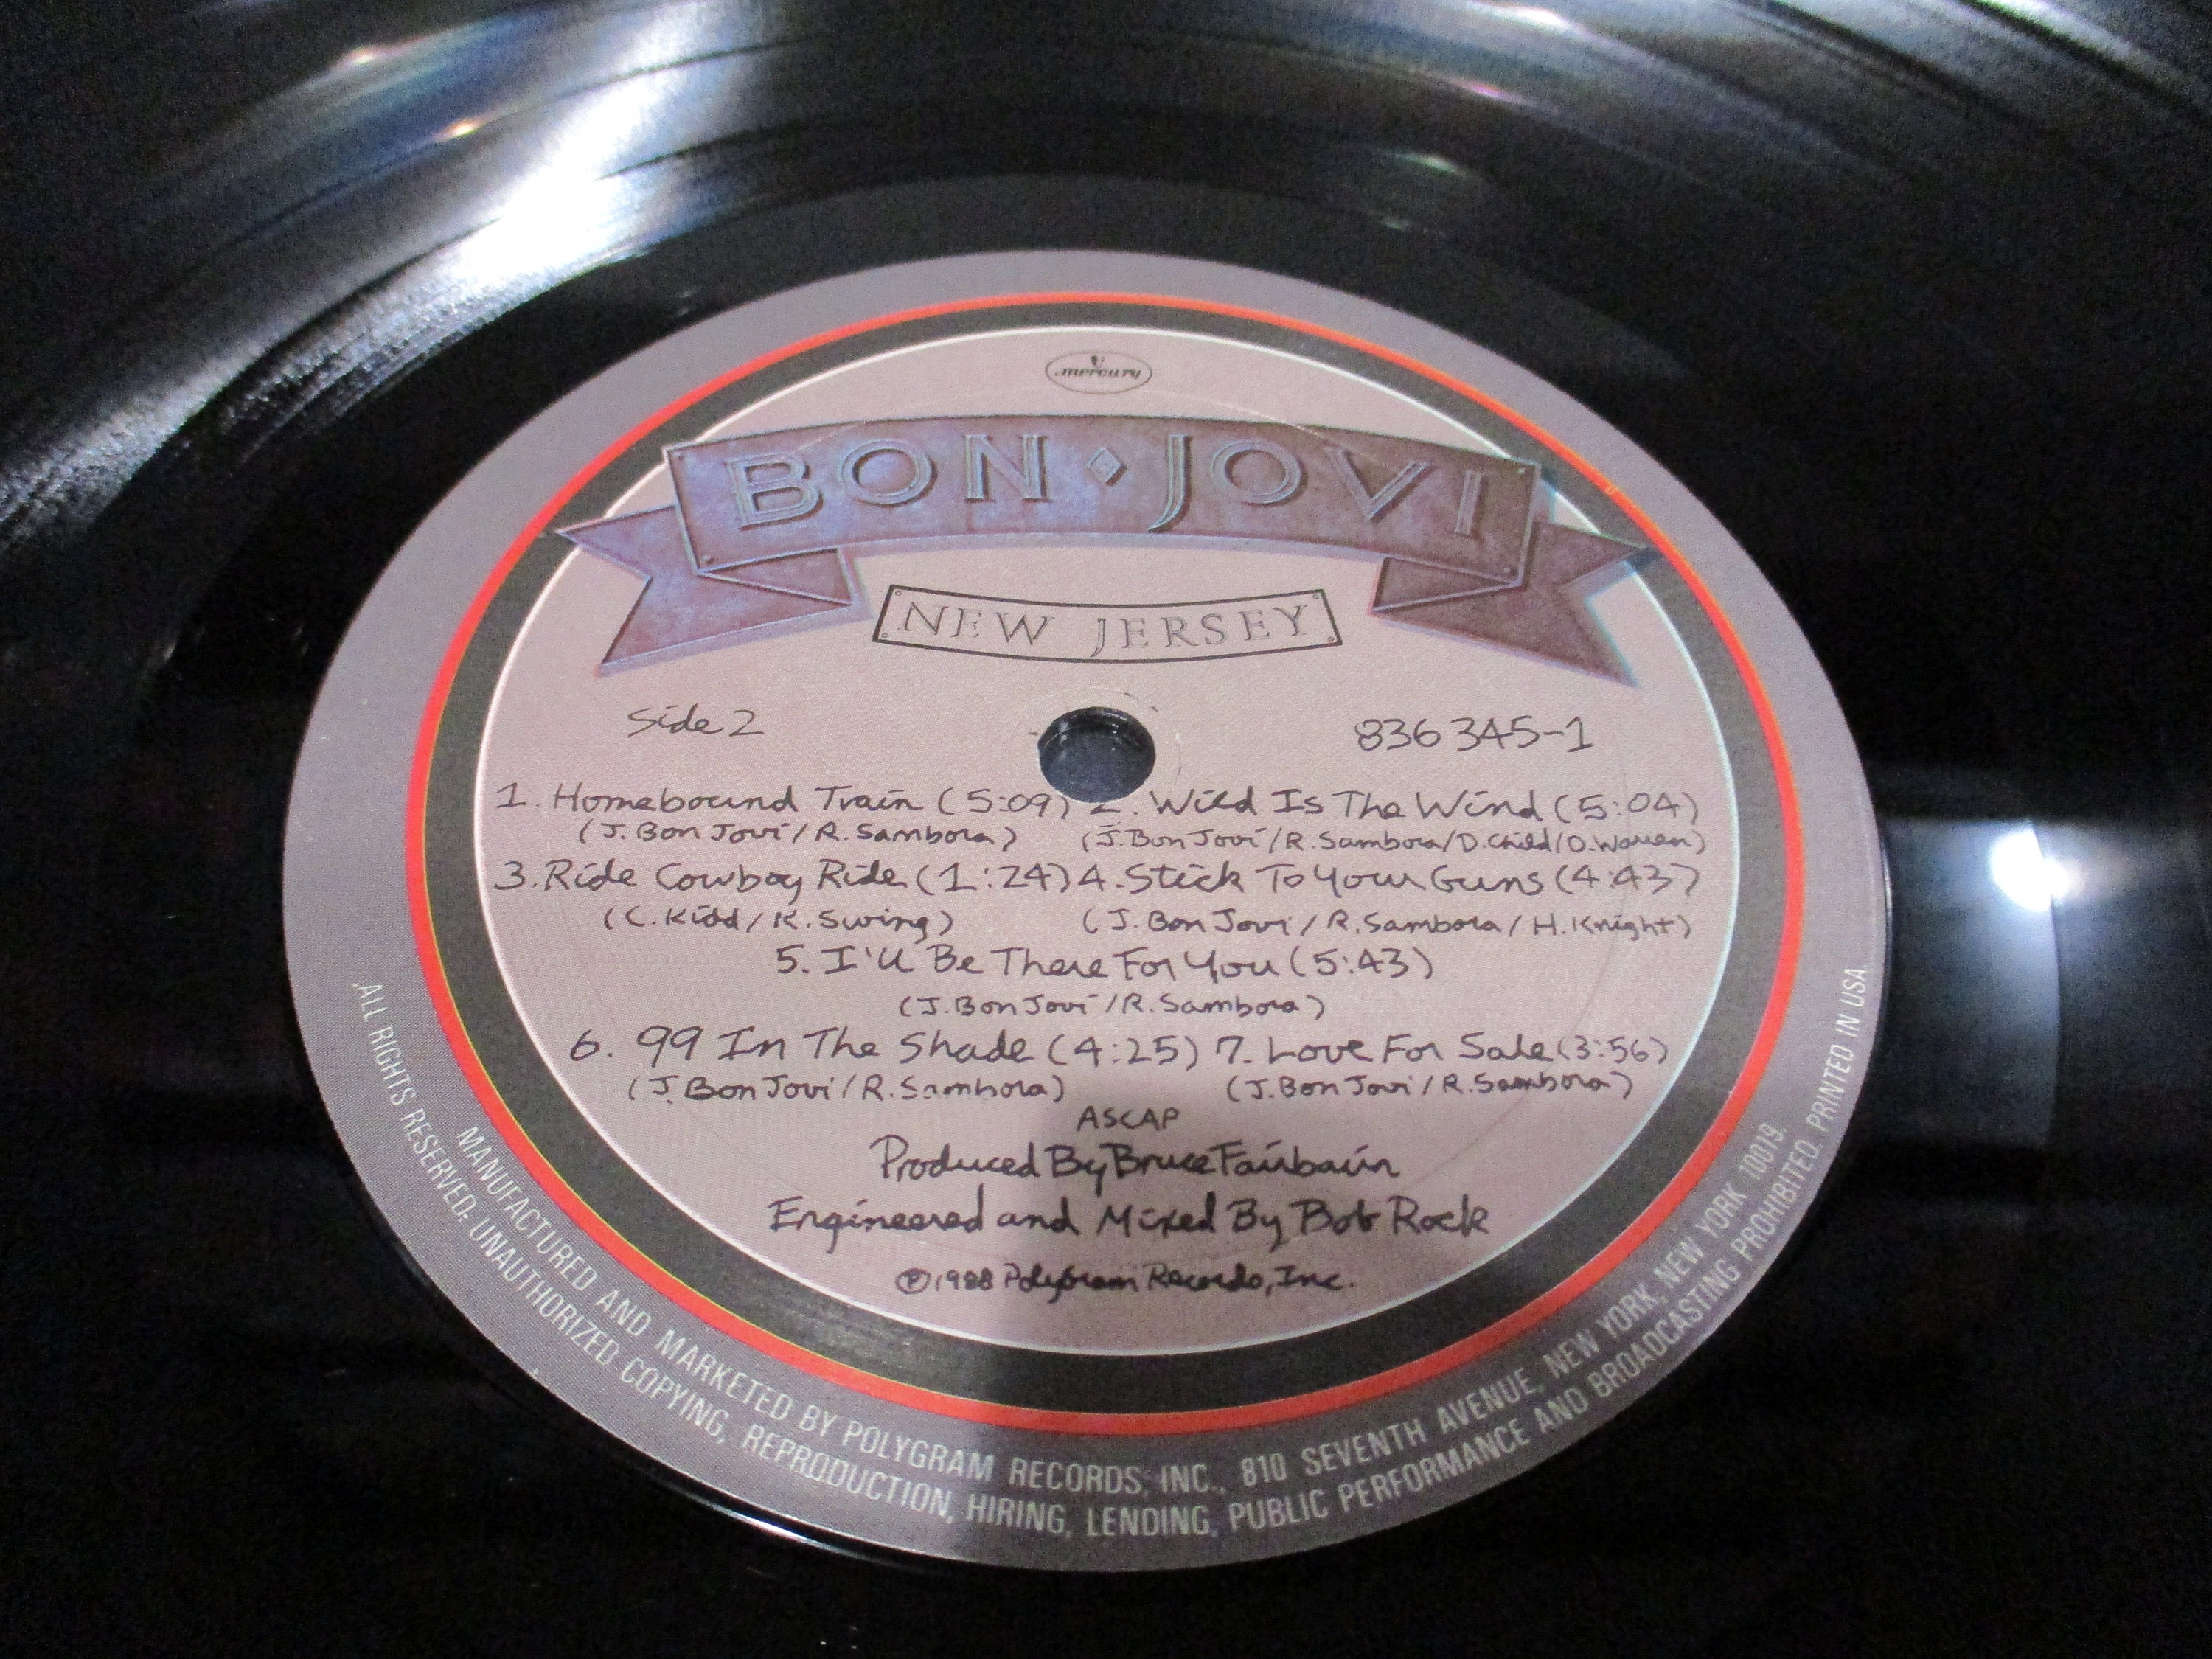 mercury
BON JOVI
NEW JERSEY
Side 2 836 345-1
1. Homebound Train (5:09) 2. Wild Is The Wind (5:04)
(J. Bon Jovi / R. Sambora) (J. Bon Jovi / R. Sambora / D. Child / D. Warren)
3. Ride Cowboy Ride (1:24) 4. Stick To Your Guns (4:43)
(C. Kidd / K. Swing) (J. Bon Jovi / R. Sambora / H. Knight)
5. I'll Be There For You (5:43)
(J. Bon Jovi / R. Sambora)
6. 99 In The Shade (4:25) 7. Love For Sale (3:56)
(J. Bon Jovi / R. Sambora) (J. Bon Jovi / R. Sambora)
ASCAP
Produced By Bruce Fairbairn
Engineered and Mixed By Bob Rock
℗ 1988 Polygram Records, Inc.
MANUFACTURED AND MARKETED BY POLYGRAM RECORDS, INC., 810 SEVENTH AVENUE, NEW YORK, NEW YORK 10019.
ALL RIGHTS RESERVED. UNAUTHORIZED COPYING, REPRODUCTION, HIRING, LENDING, PUBLIC PERFORMANCE AND BROADCASTING PROHIBITED. PRINTED IN USA